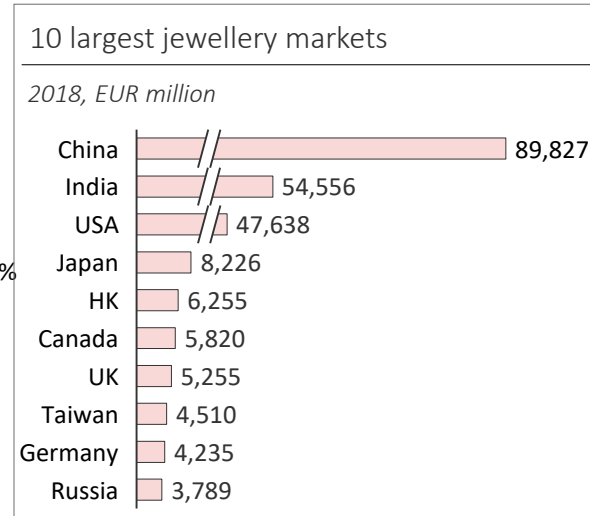 10 largest jewellery markets
2018, EUR million
China 89,827
India 54,556
USA 47,638
Japan 8,226
%
HK 6,255
Canada 5,820
UK 5,255
Taiwan 4,510
Germany 4,235
Russia 3,789